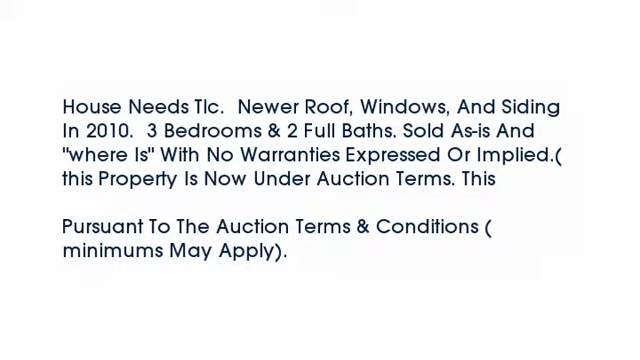 House Needs Tlc.  Newer Roof, Windows, And Siding
In 2010.  3 Bedrooms & 2 Full Baths. Sold As-is And
"where Is" With No Warranties Expressed Or Implied.(
this Property Is Now Under Auction Terms. This
Pursuant To The Auction Terms & Conditions (
minimums May Apply).